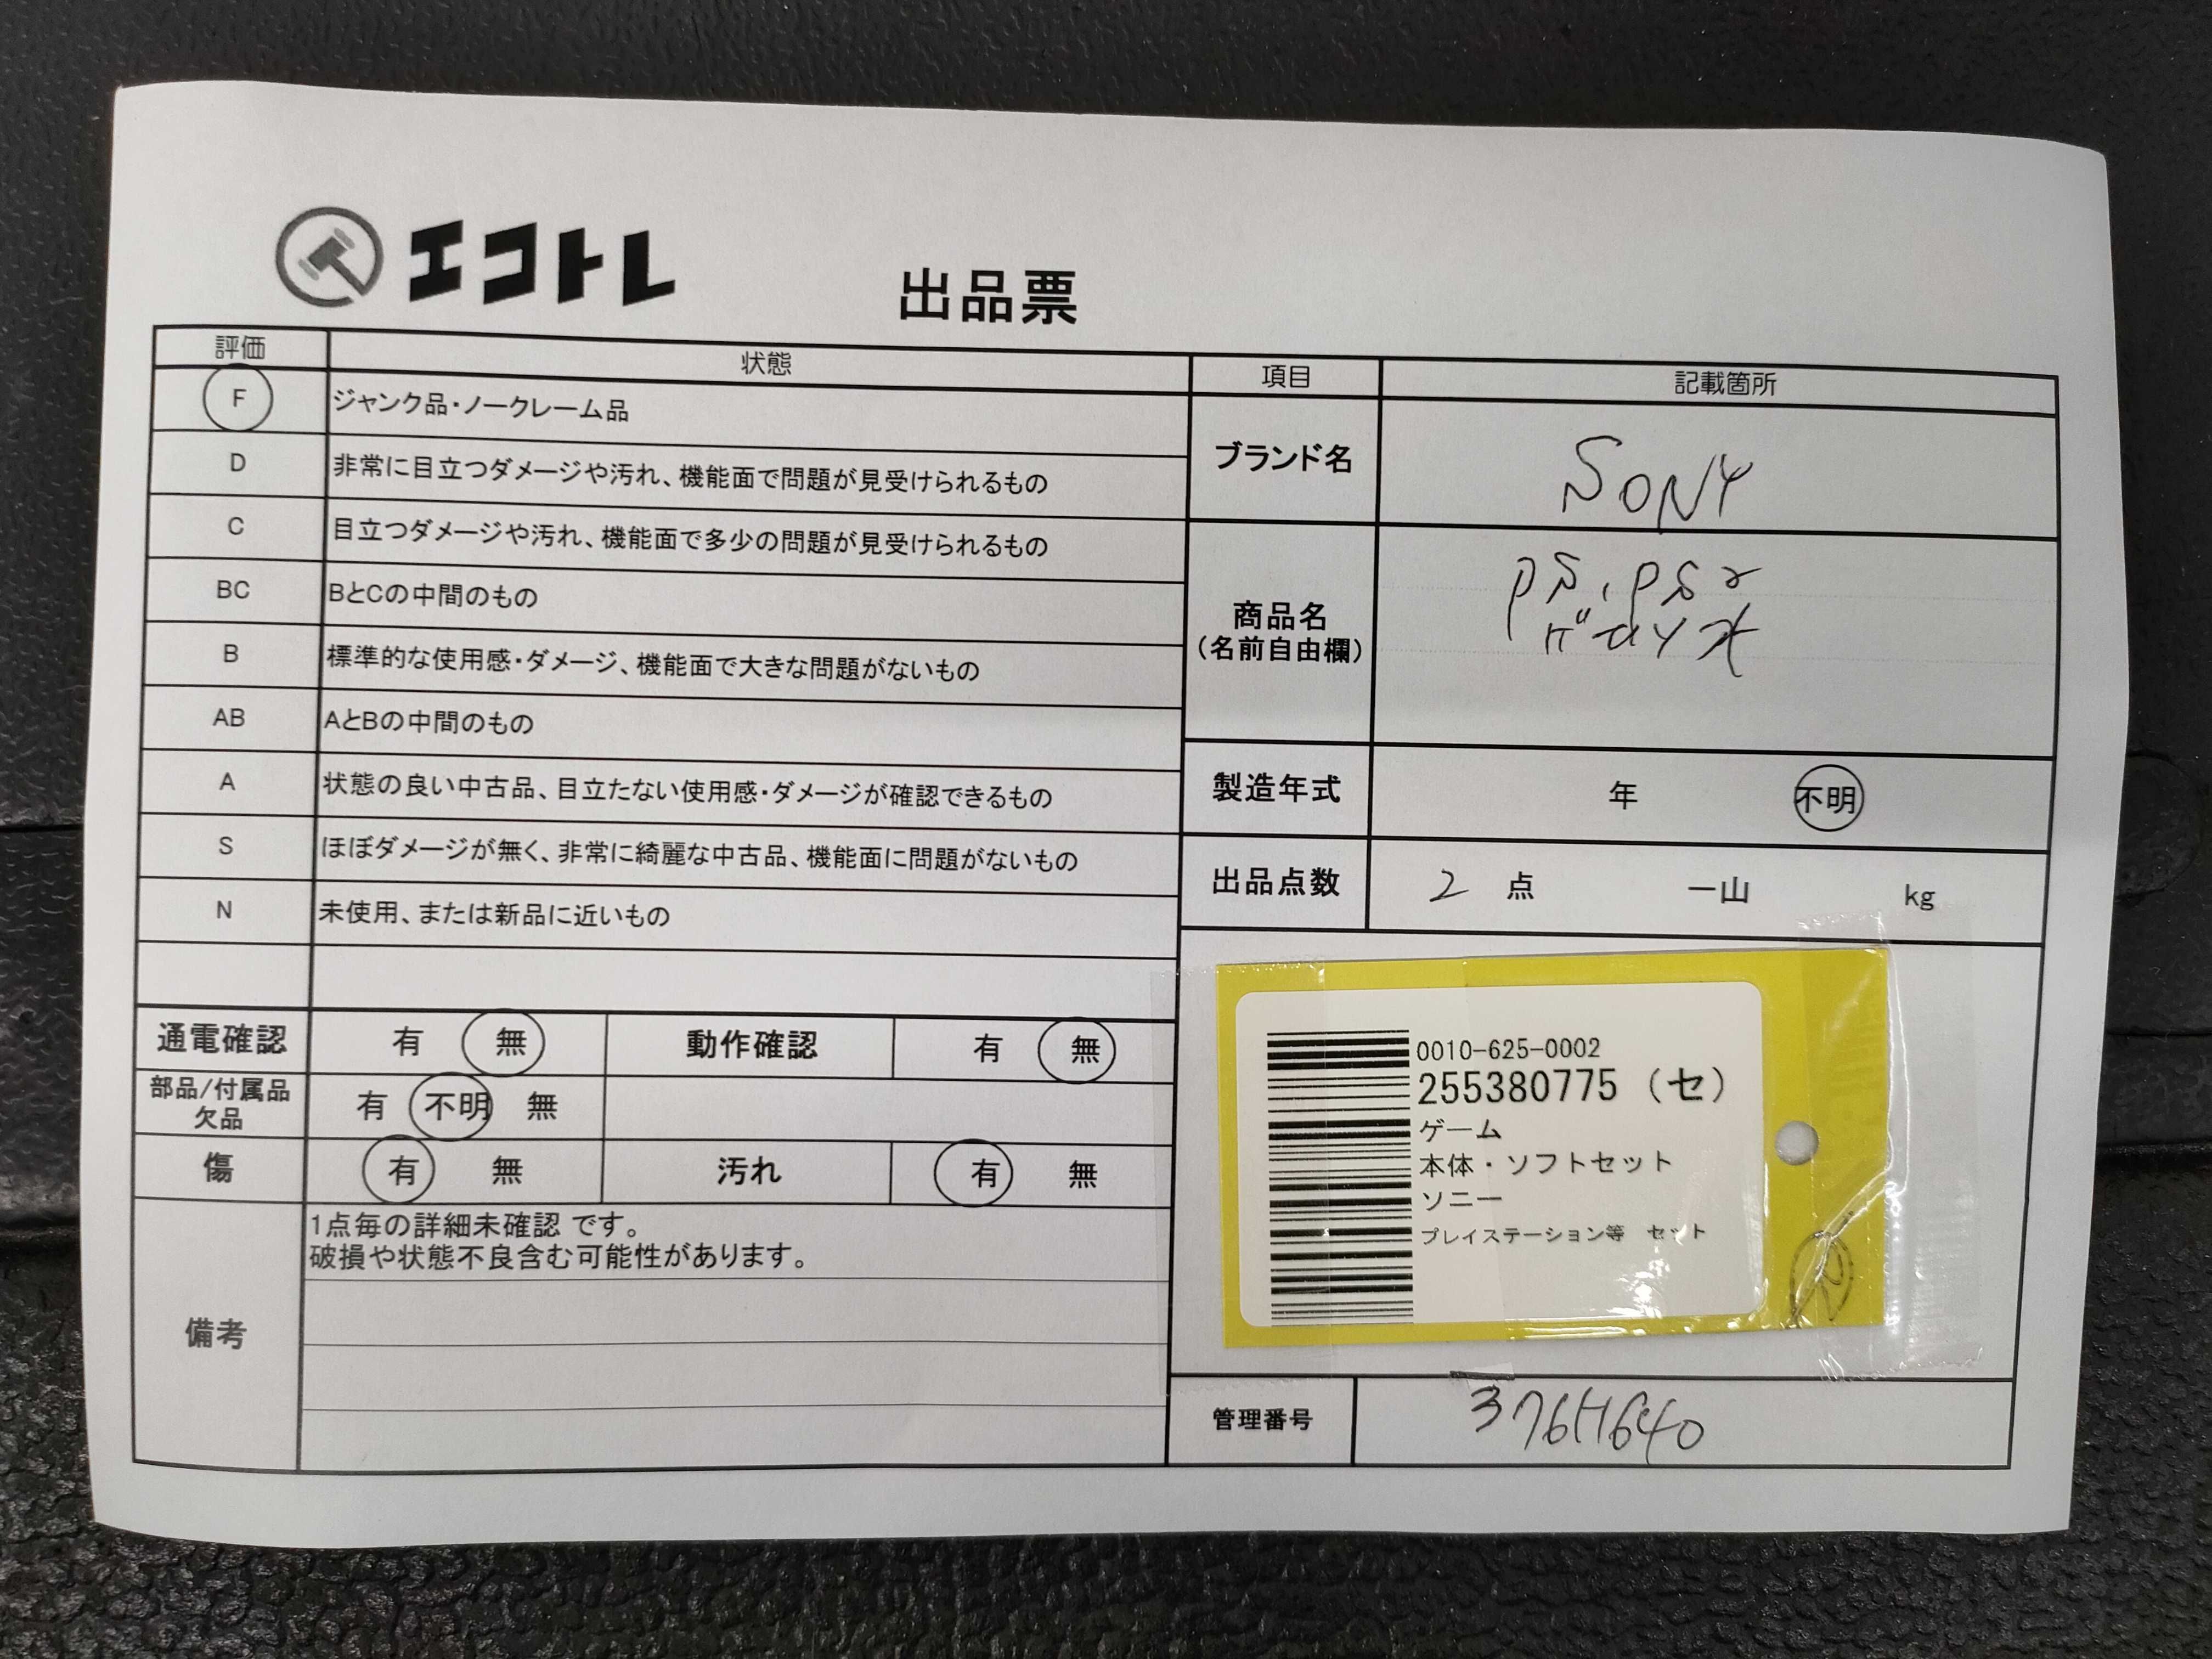 エコトレ
出品票
評価 状態
F ジャンク品・ノークレーム品
D 非常に目立つダメージや汚れ、機能面で問題が見受けられるもの
C 目立つダメージや汚れ、機能面で多少の問題が見受けられるもの
BC BとCの中間のもの
B 標準的な使用感・ダメージ、機能面で大きな問題がないもの
AB AとBの中間のもの
A 状態の良い中古品、目立たない使用感・ダメージが確認できるもの
S ほぼダメージが無く、非常に綺麗な中古品、機能面に問題がないもの
N 未使用、または新品に近いもの
通電確認 有 無 動作確認 有 無
部品/付属品
欠品 有 不明 無
傷 有 無 汚れ 有 無
備考
1点毎の詳細未確認 です。
破損や状態不良含む可能性があります。
項目 記載箇所
ブランド名 SONY
商品名
(名前自由欄)
PS, PS2
製造年式 年 不明
出品点数 2 点 一山 kg
0010-625-0002
255380775 (セ)
ゲーム
本体・ソフトセット
ソニー
プレイステーション等 セット
管理番号 376H640